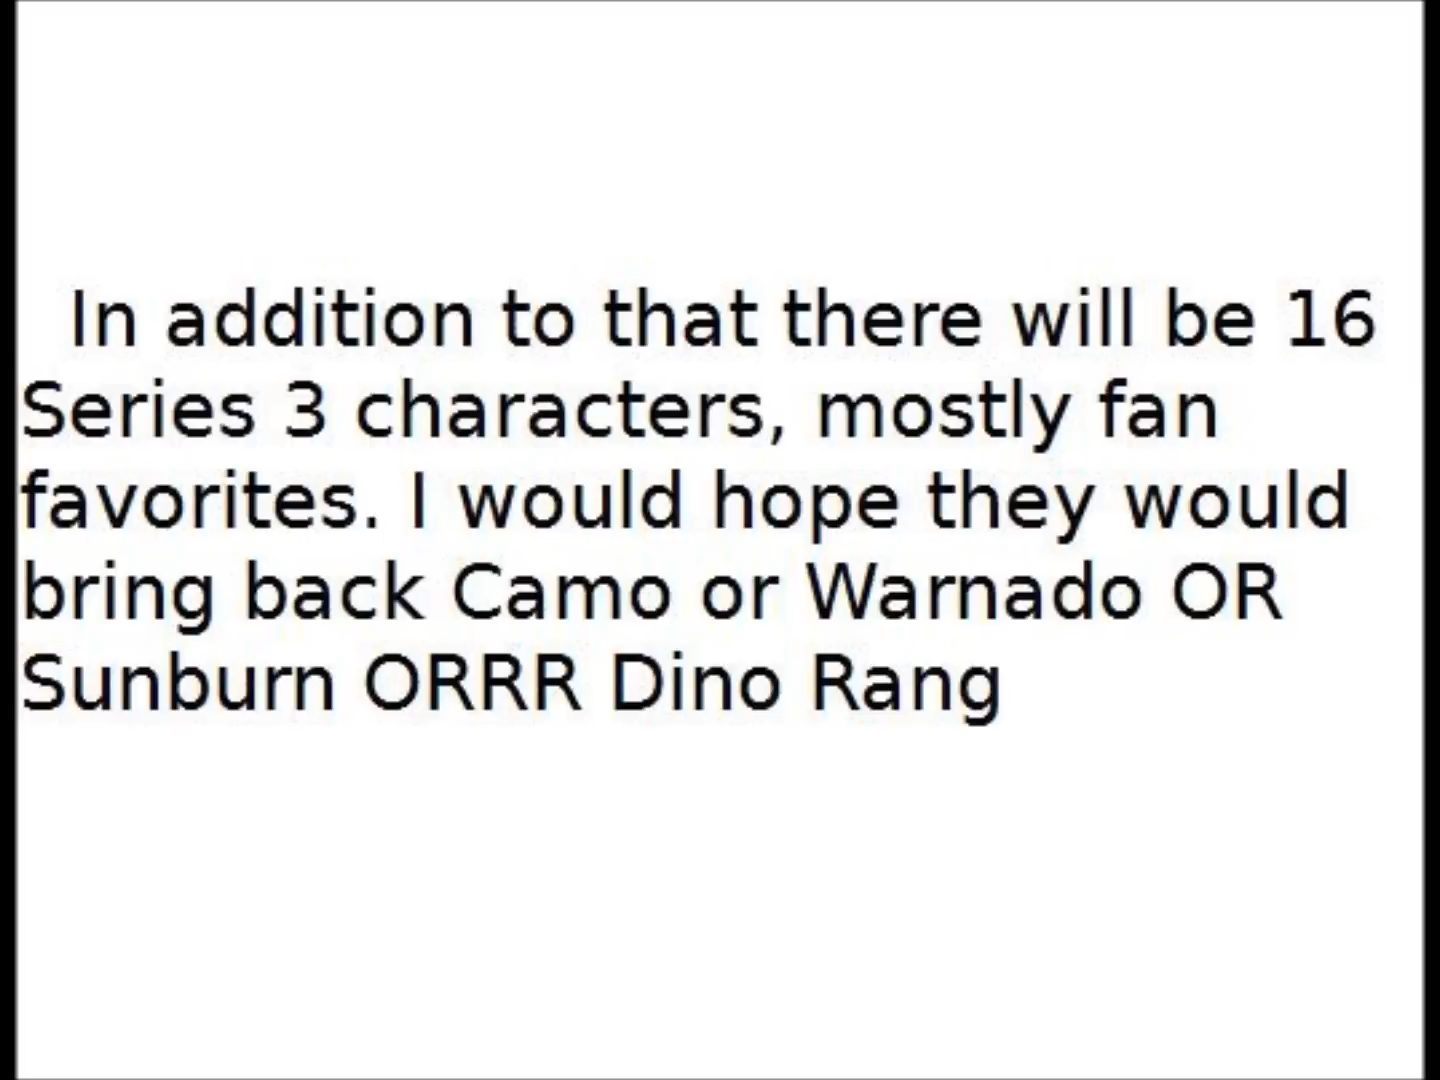 In addition to that there will be 16
Series 3 characters, mostly fan
favorites. I would hope they would
bring back Camo or Warnado OR
Sunburn ORRR Dino Rang